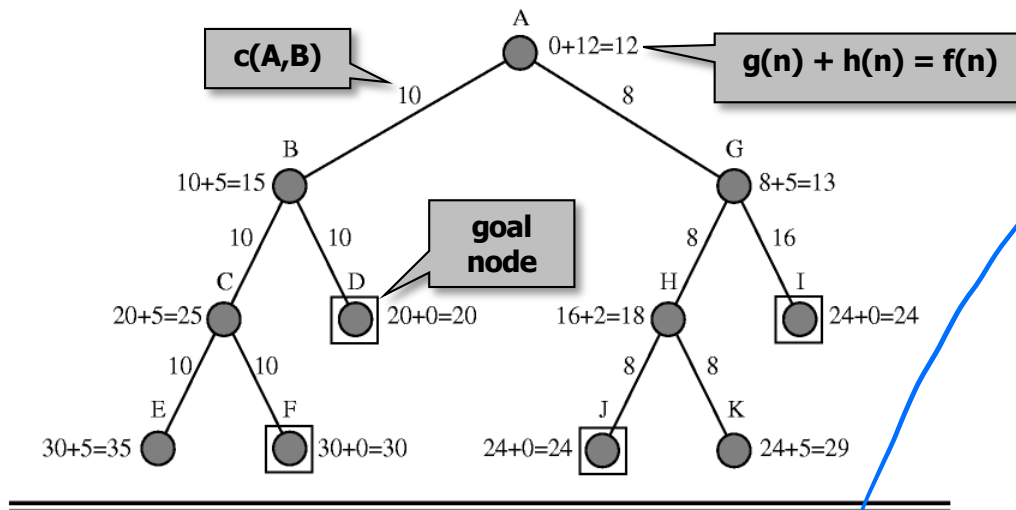 A
c(A,B)
0+12=12
g(n) + h(n) = f(n)
10
8
B
G
10+5=15
8+5=13
10
10
goal
node
8
16
C
D
H
I
20+5=25
20+0=20
16+2=18
24+0=24
10
10
8
8
E
F
J
K
30+5=35
30+0=30
24+0=24
24+5=29